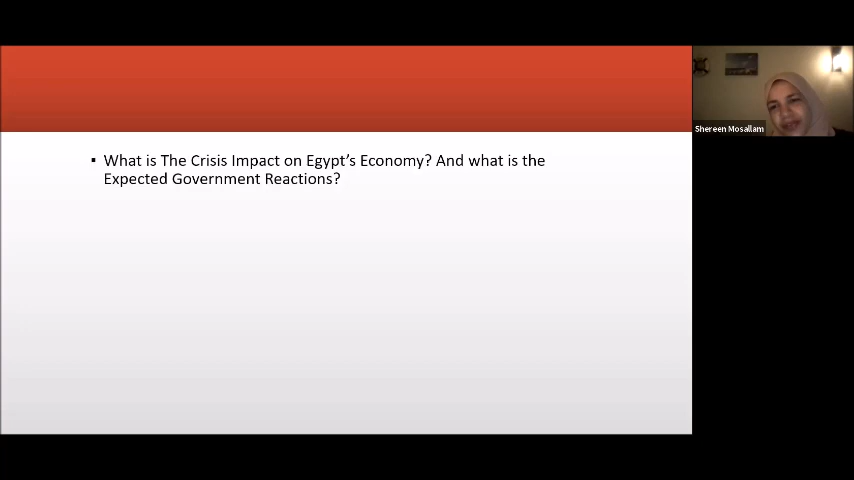 ▪ What is The Crisis Impact on Egypt’s Economy? And what is the
Expected Government Reactions?
Shereen Mosallam